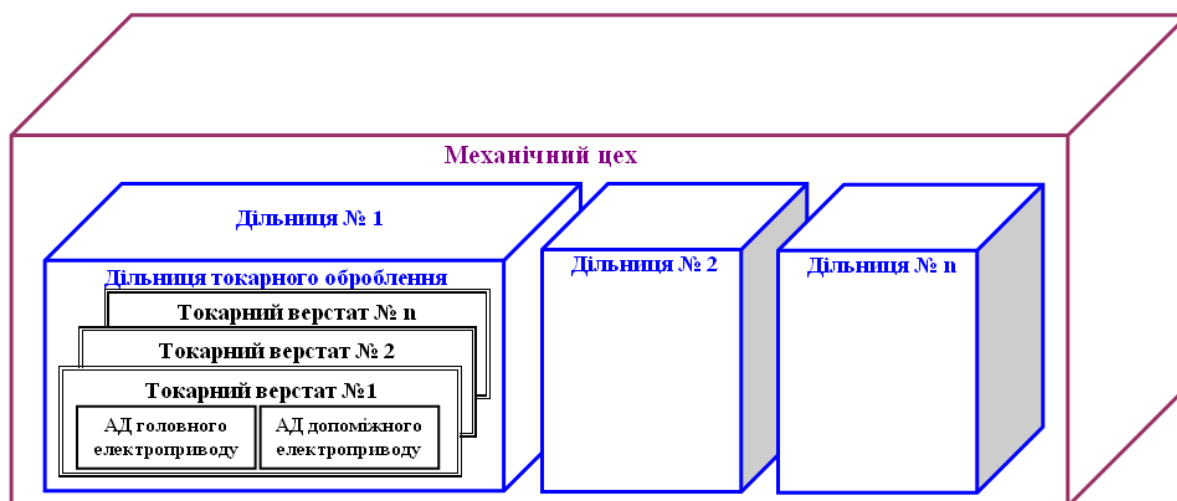 Механічний цех
Дільниця № 1
Дільниця токарного оброблення
Токарний верстат № n
Токарний верстат № 2
Токарний верстат №1
АД головного
електроприводу
АД допоміжного
електроприводу
Дільниця № 2
Дільниця № n